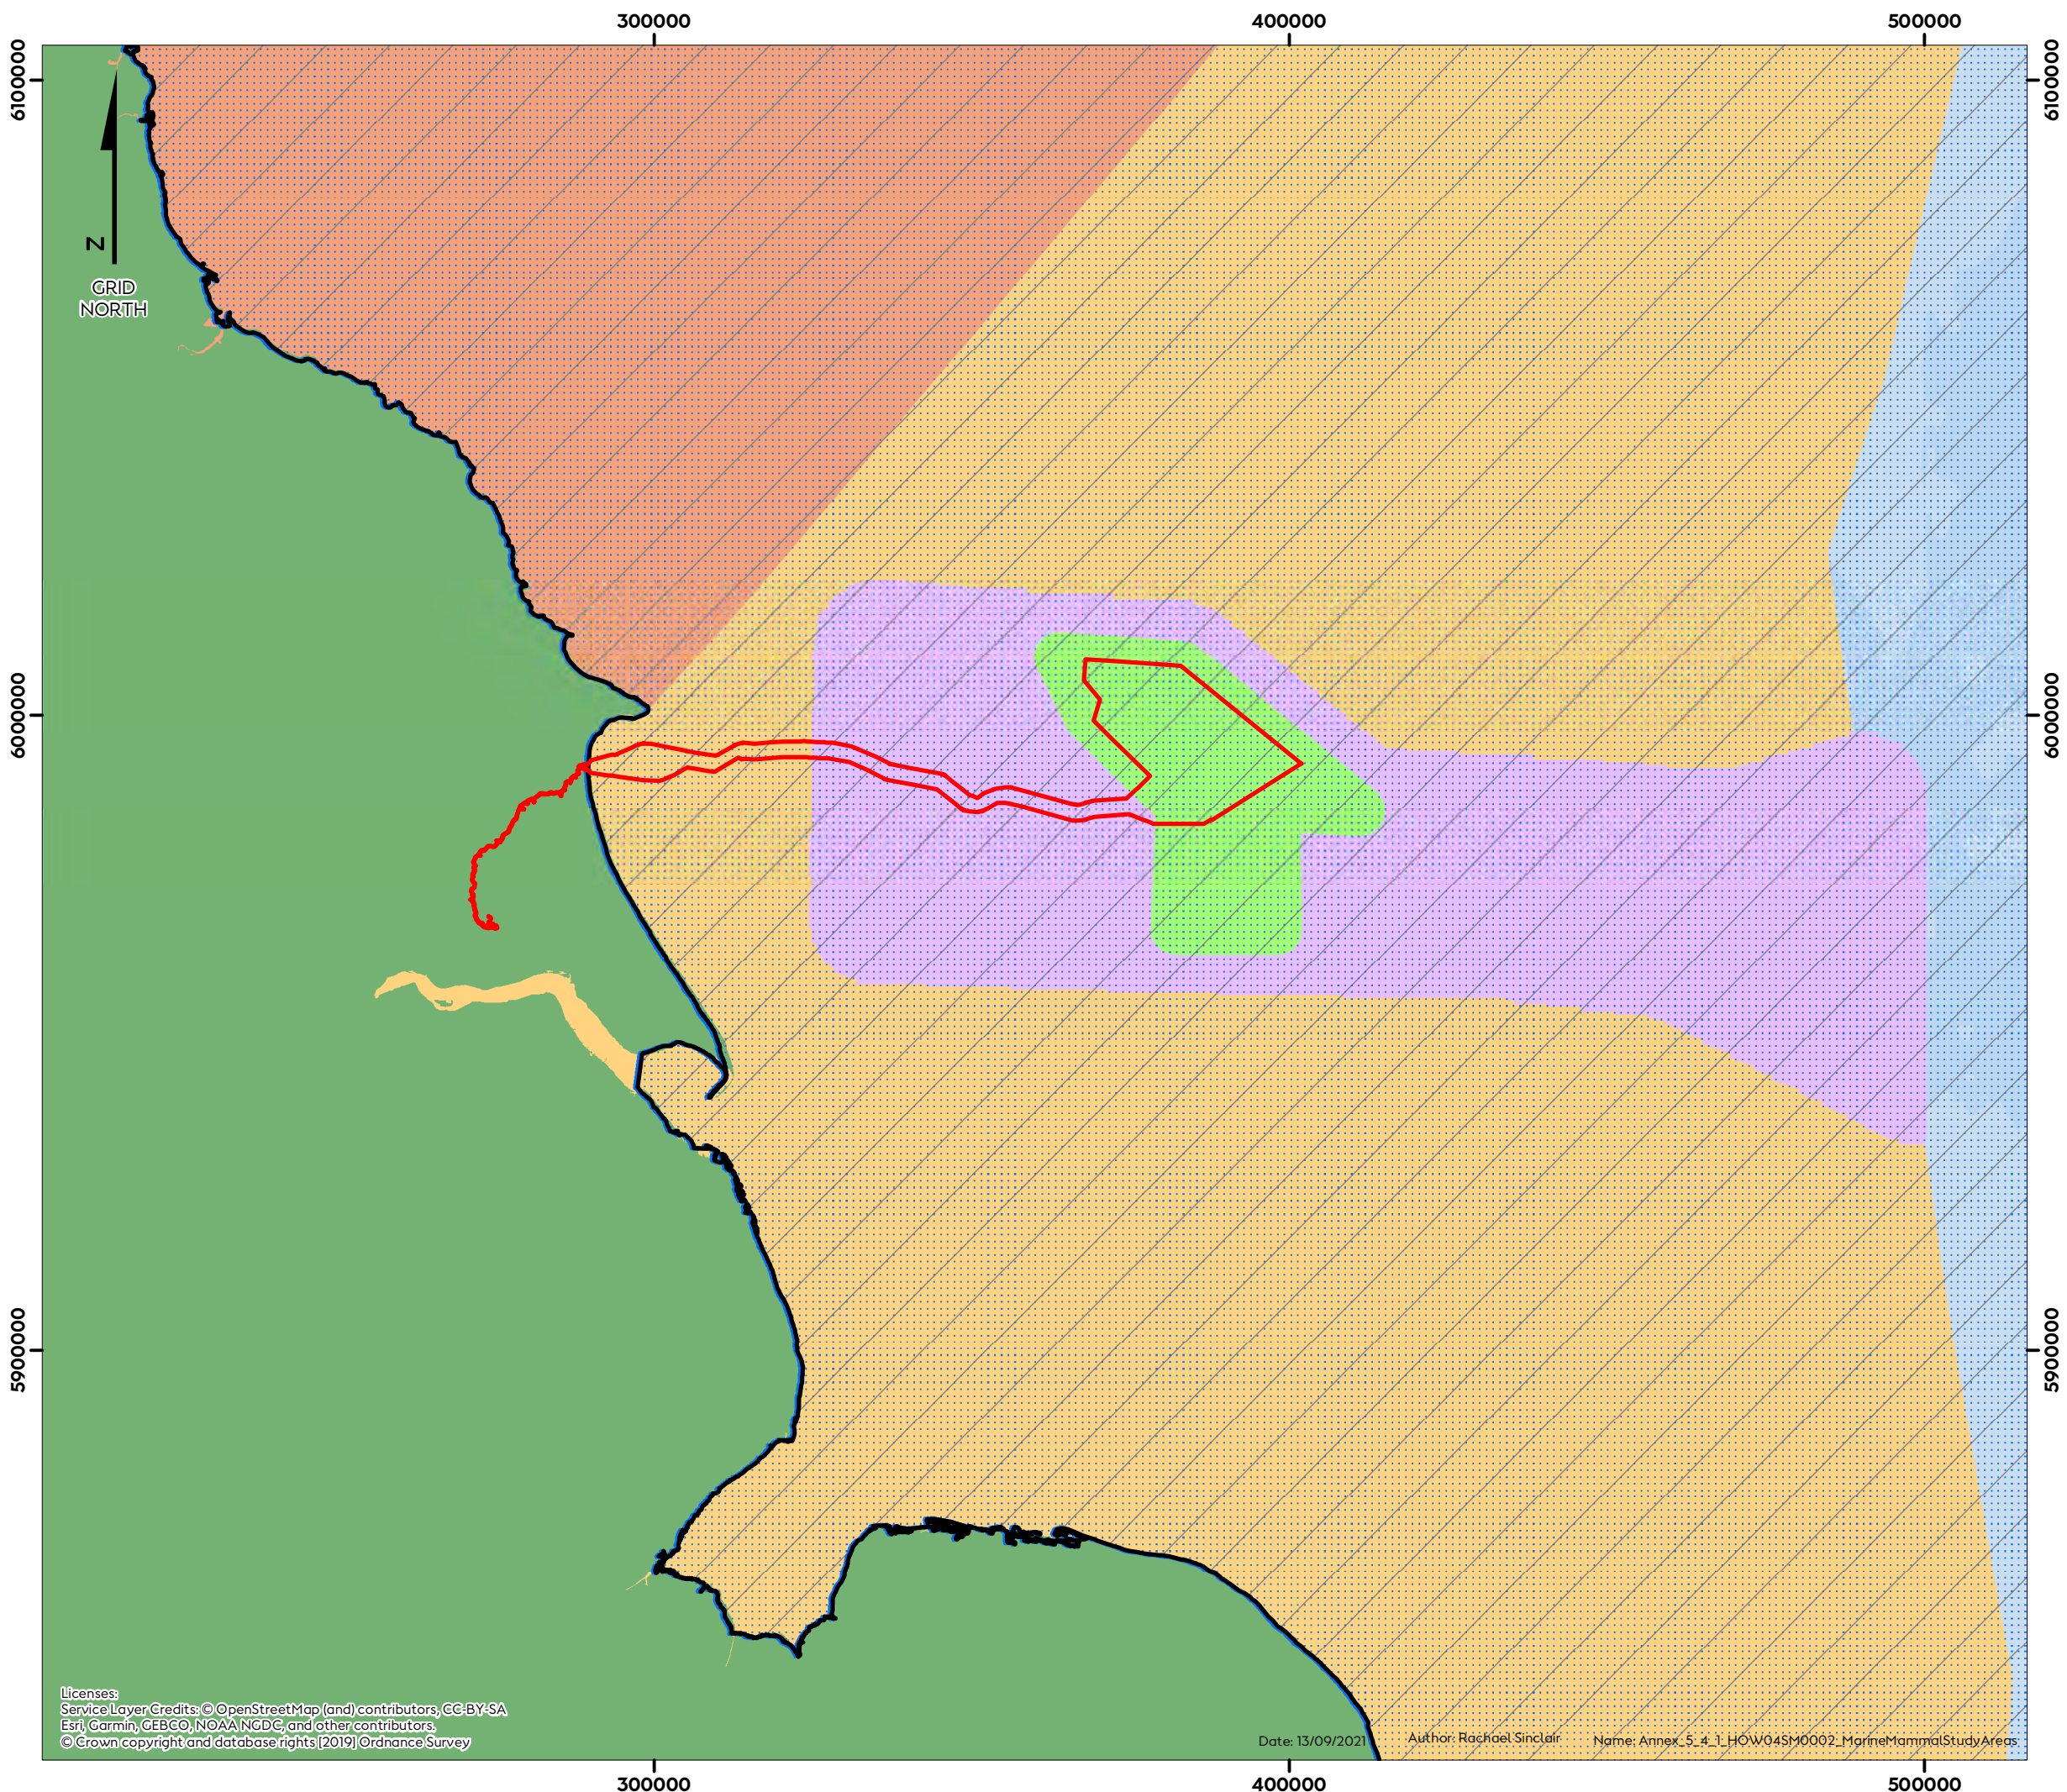 300000 400000 500000
6100000 6100000
N
GRID
NORTH
6000000 6000000
5900000 5900000
Licenses:
Service Layer Credits: © OpenStreetMap (and) contributors, CC-BY-SA
Esri, Garmin, GEBCO, NOAA NGDC, and other contributors.
© Crown copyright and database rights [2019] Ordnance Survey
Date: 13/09/2021 Author: Rachael Sinclair Name: Annex_5_4_1_HOW04SM0002_MarineMammalStudyAreas
300000 400000 500000